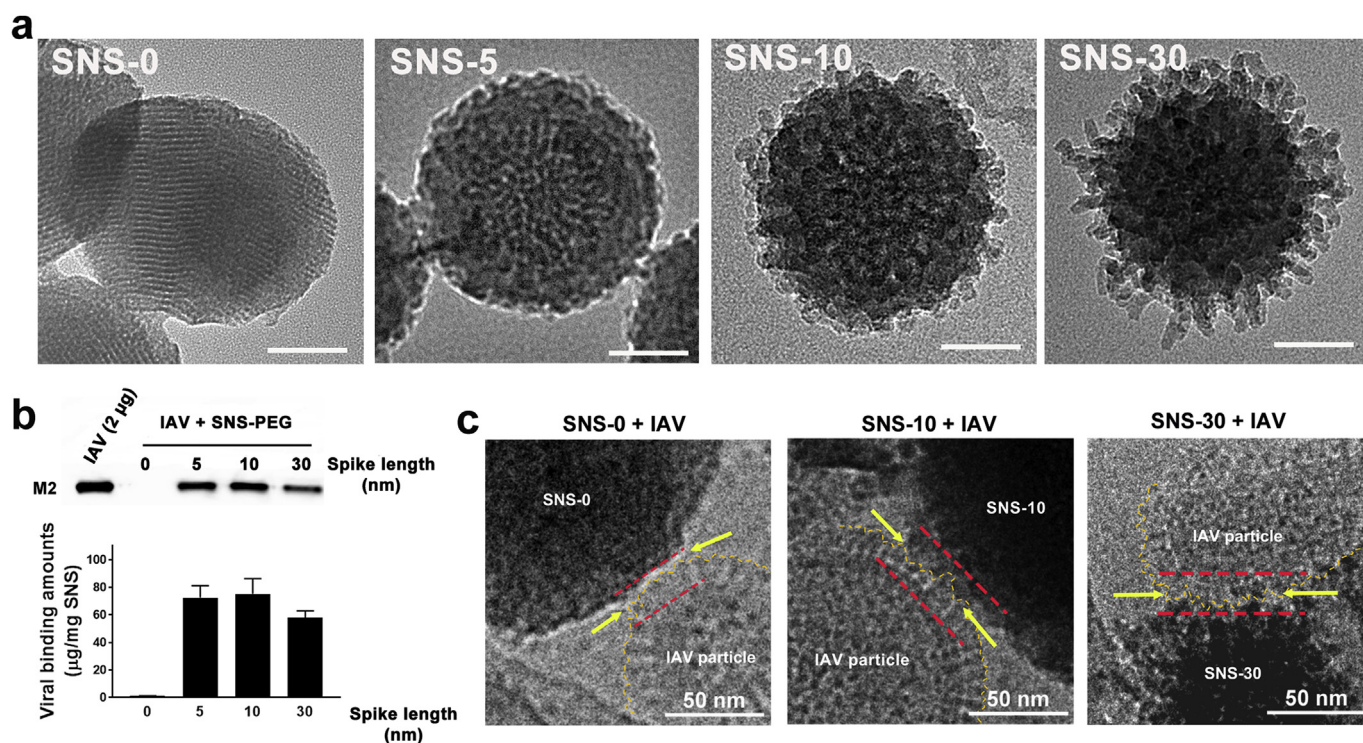 a
SNS-0
SNS-5
SNS-10
SNS-30
b
IAV (2 µg)
IAV + SNS-PEG
0 5 10 30 Spike length
(nm)
M2
Viral binding amounts
(µg/mg SNS)
100
80
60
40
20
0
0 5 10 30 Spike length
(nm)
c
SNS-0 + IAV
SNS-0
IAV particle
50 nm
SNS-10 + IAV
SNS-10
IAV particle
50 nm
SNS-30 + IAV
IAV particle
SNS-30
50 nm